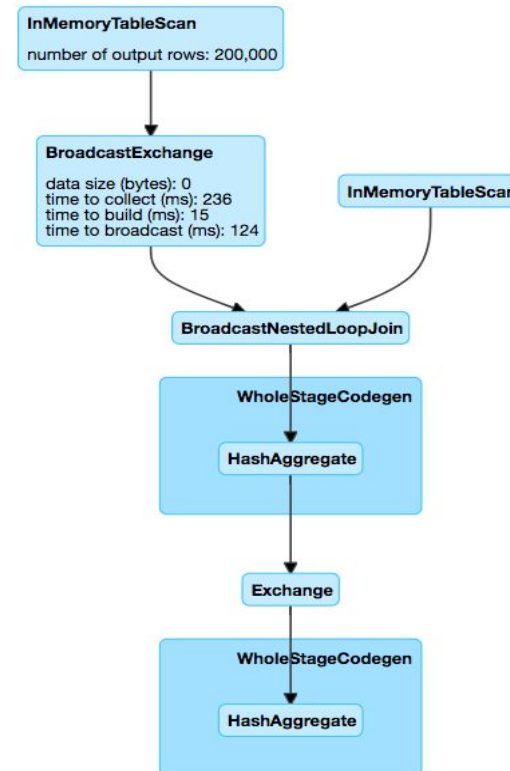 InMemoryTableScan
number of output rows: 200,000
BroadcastExchange
data size (bytes): 0
time to collect (ms): 236
time to build (ms): 15
time to broadcast (ms): 124
InMemoryTableScan
BroadcastNestedLoopJoin
WholeStageCodegen
HashAggregate
Exchange
WholeStageCodegen
HashAggregate